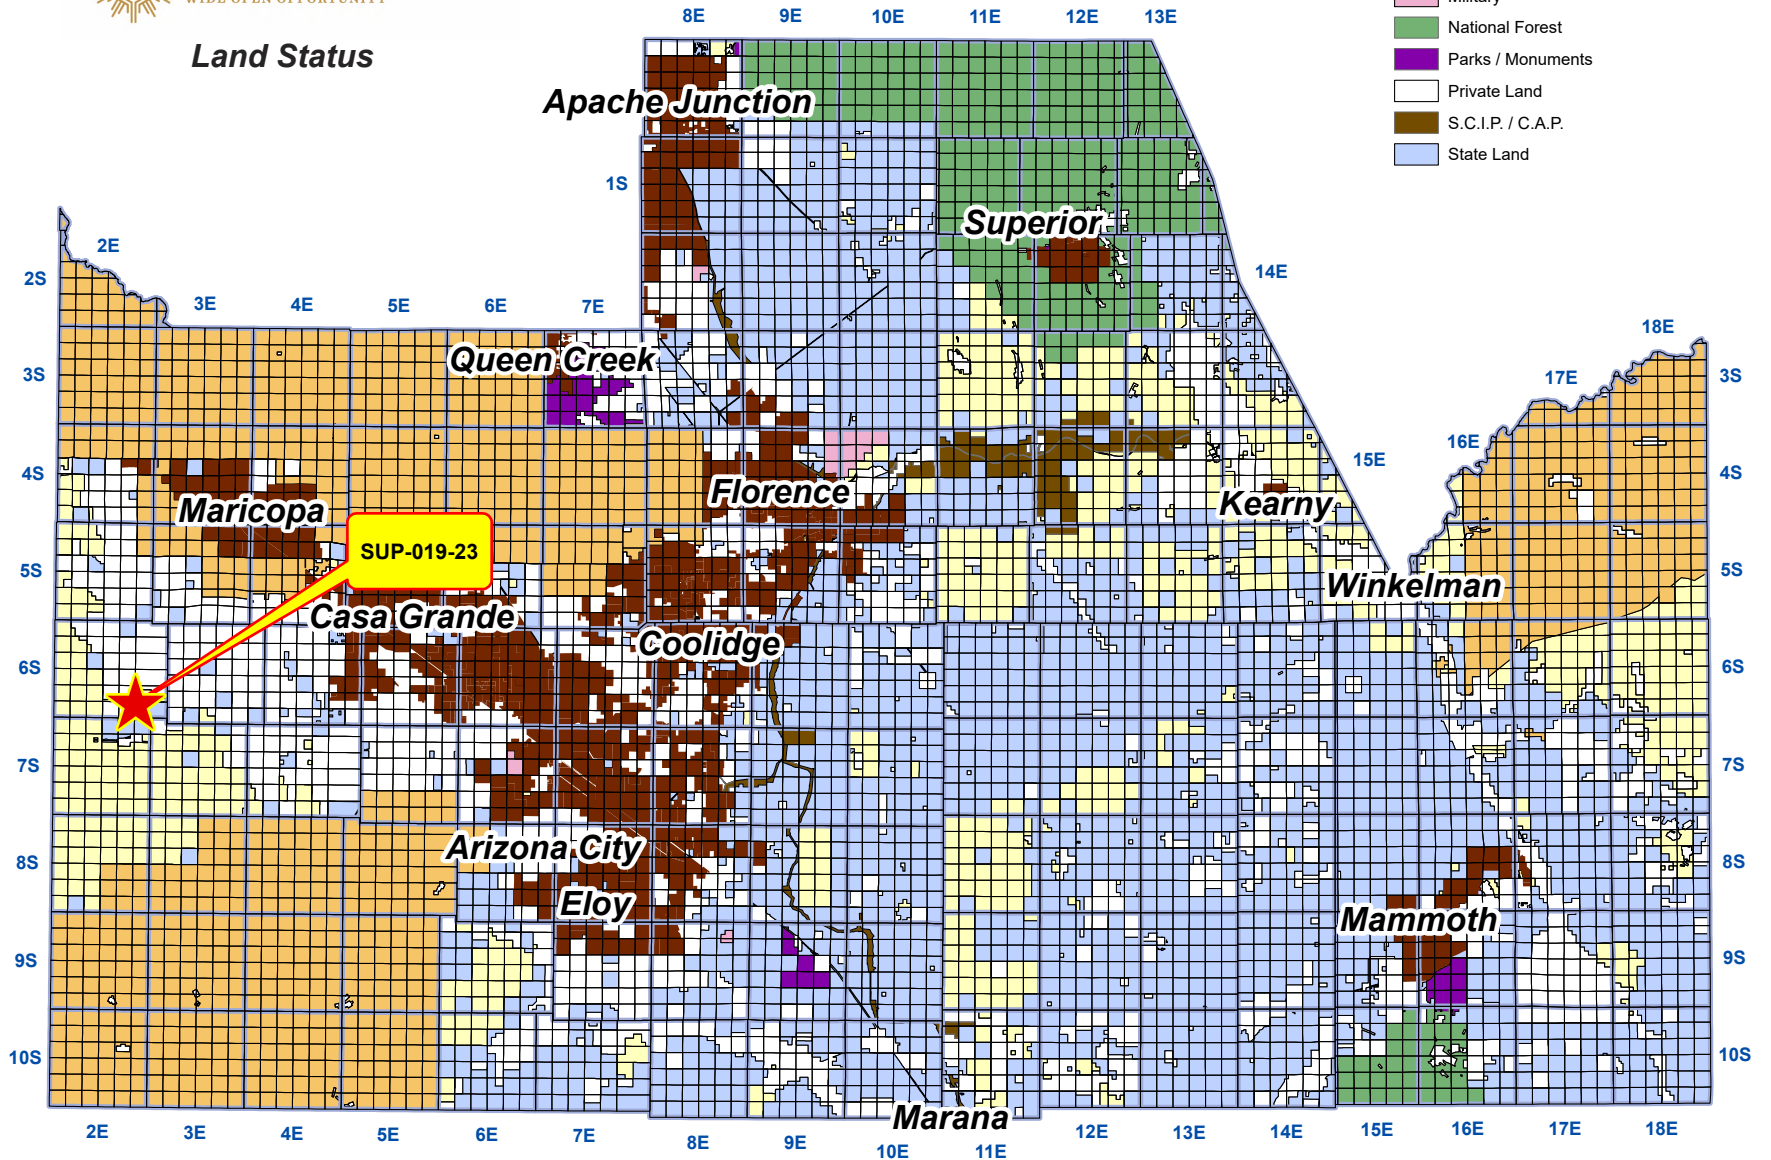 WIDE OPEN OPPORTUNITY
Land Status
Military
National Forest
Parks / Monuments
Private Land
S.C.I.P. / C.A.P.
State Land
8E 9E 10E 11E 12E 13E
Apache Junction
1S
Superior
2E
14E
2S
3E 4E 5E 6E 7E
18E
Queen Creek
3S
17E
3S
16E
15E
4S
4S
Florence
Kearny
Maricopa
SUP-019-23
5S
5S
Winkelman
Casa Grande
Coolidge
6S
6S
7S
7S
Arizona City
8S
8S
Eloy
Mammoth
9S
9S
10S
10S
Marana
2E 3E 4E 5E 6E 7E 8E 9E 10E 11E 12E 13E 14E 15E 16E 17E 18E